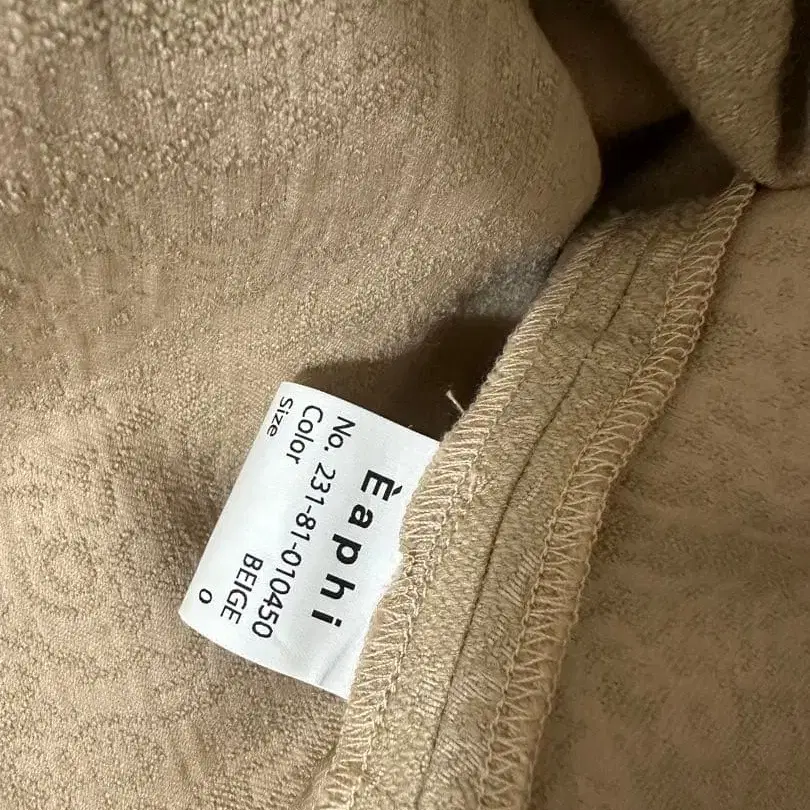 Èaphi
No. 231-81-010450
Color BEIGE
Size 0